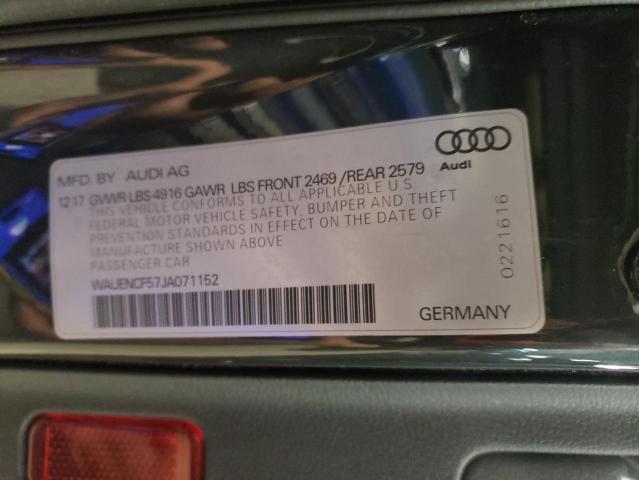 MFD. BY AUDI AG
12.17 GVWR LBS 4916 GAWR LBS FRONT 2469 /REAR 2579
THIS VEHICLE CONFORMS TO ALL APPLICABLE U S
FEDERAL MOTOR VEHICLE SAFETY, BUMPER AND THEFT
PREVENTION STANDARDS IN EFFECT ON THE DATE OF
MANUFACTURE SHOWN ABOVE
PASSENGER CAR
WAUENCF57JA071152
Audi
0221616
GERMANY